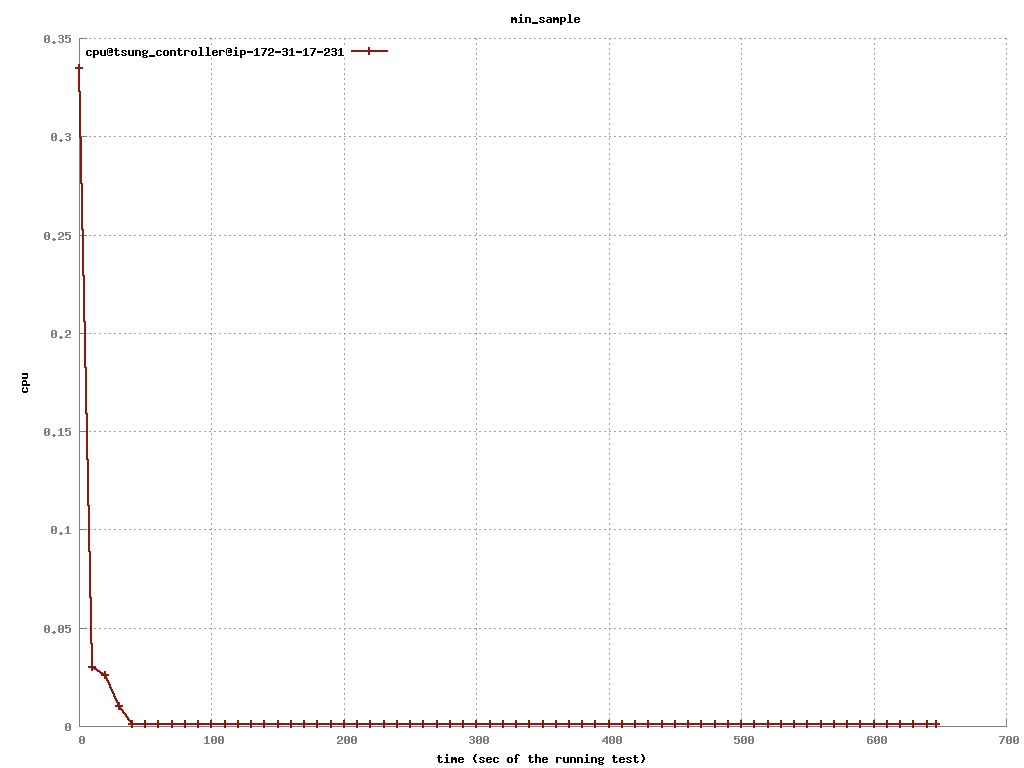 min_sample
cpu@tsung_controller@ip-172-31-17-231
0.35
0.3
0.25
0.2
0.15
0.1
0.05
0
cpu
0 100 200 300 400 500 600 700
time (sec of the running test)